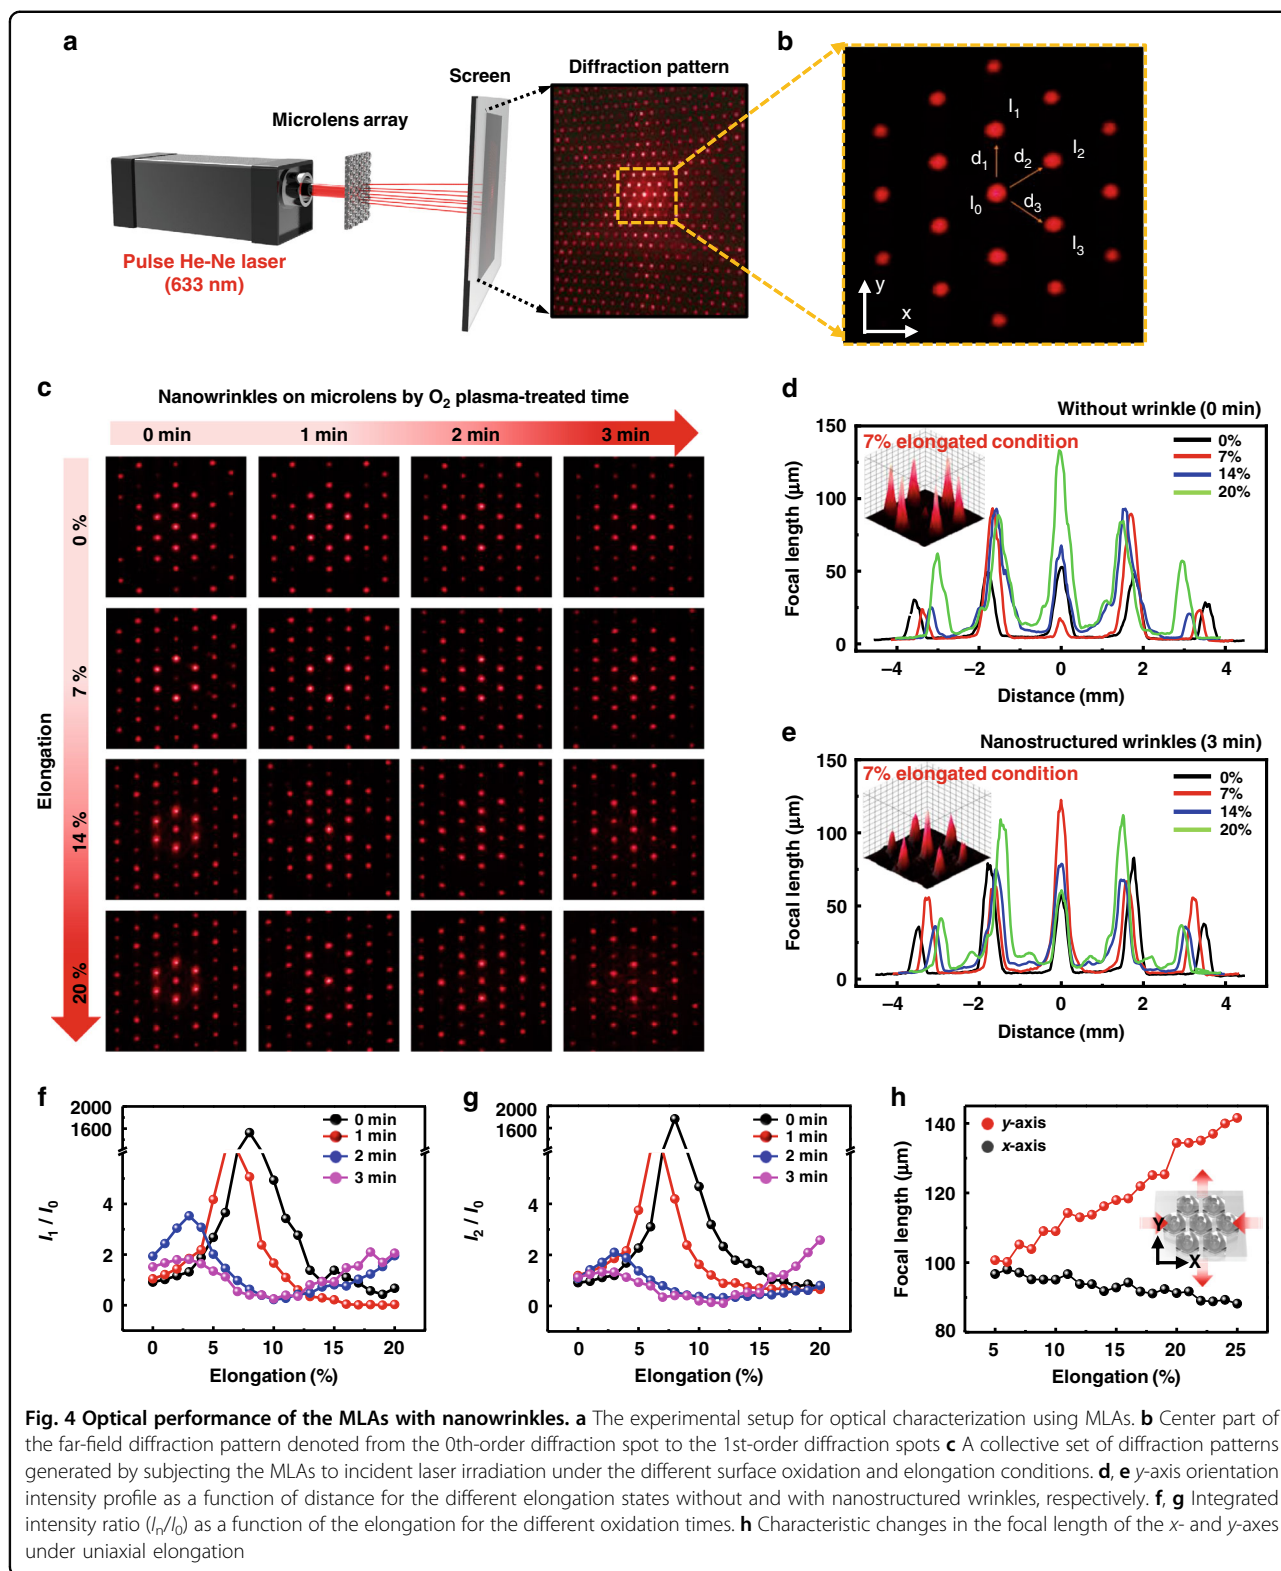 a
Screen
Diffraction pattern
Microlens array
Pulse He-Ne laser
(633 nm)
b
I1
d1
d2
I2
I0
d3
I3
y
x
c
Nanowrinkles on microlens by O2 plasma-treated time
0 min
1 min
2 min
3 min
Elongation
0 %
7 %
14 %
20 %
d
Without wrinkle (0 min)
7% elongated condition
0%
7%
14%
20%
Focal length (μm)
150
100
50
0
−4
−2
0
2
4
Distance (mm)
e
Nanostructured wrinkles (3 min)
7% elongated condition
0%
7%
14%
20%
Focal length (μm)
150
100
50
0
−4
−2
0
2
4
Distance (mm)
f
0 min
1 min
2 min
3 min
I1 / I0
2000
1600
4
2
0
0
5
10
15
20
Elongation (%)
g
0 min
1 min
2 min
3 min
I2 / I0
2000
1600
4
2
0
0
5
10
15
20
Elongation (%)
h
y-axis
x-axis
Focal length (μm)
140
120
100
80
Y
X
5
10
15
20
25
Elongation (%)
Fig. 4 Optical performance of the MLAs with nanowrinkles. a The experimental setup for optical characterization using MLAs. b Center part of
the far-field diffraction pattern denoted from the 0th-order diffraction spot to the 1st-order diffraction spots c A collective set of diffraction patterns
generated by subjecting the MLAs to incident laser irradiation under the different surface oxidation and elongation conditions. d, e y-axis orientation
intensity profile as a function of distance for the different elongation states without and with nanostructured wrinkles, respectively. f, g Integrated
intensity ratio (In/I0) as a function of the elongation for the different oxidation times. h Characteristic changes in the focal length of the x- and y-axes
under uniaxial elongation